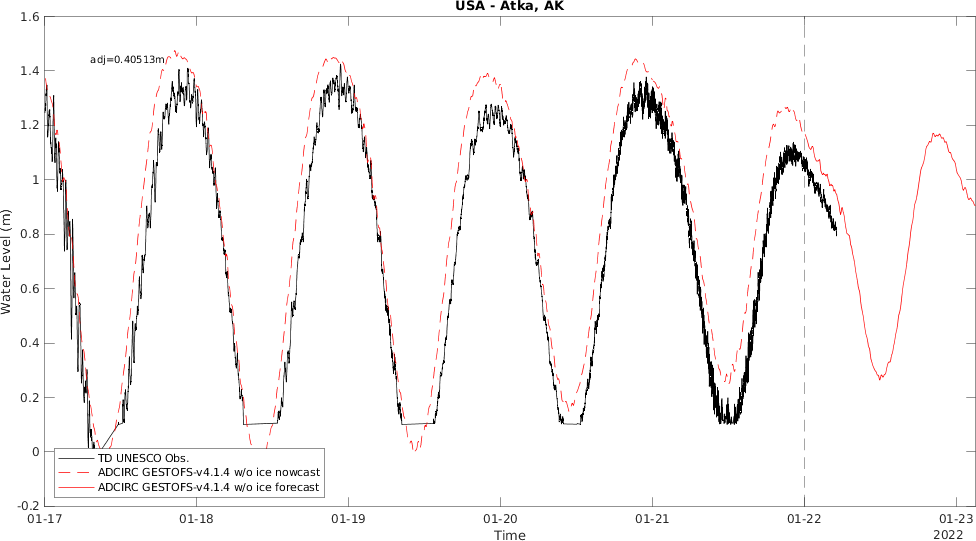 USA - Atka, AK
adj=0.40513m
Water Level (m)
1.6
1.4
1.2
1
0.8
0.6
0.4
0.2
0
-0.2
TD UNESCO Obs.
ADCIRC GESTOFS-v4.1.4 w/o ice nowcast
ADCIRC GESTOFS-v4.1.4 w/o ice forecast
01-17 01-18 01-19 01-20 01-21 01-22 01-23
Time
2022